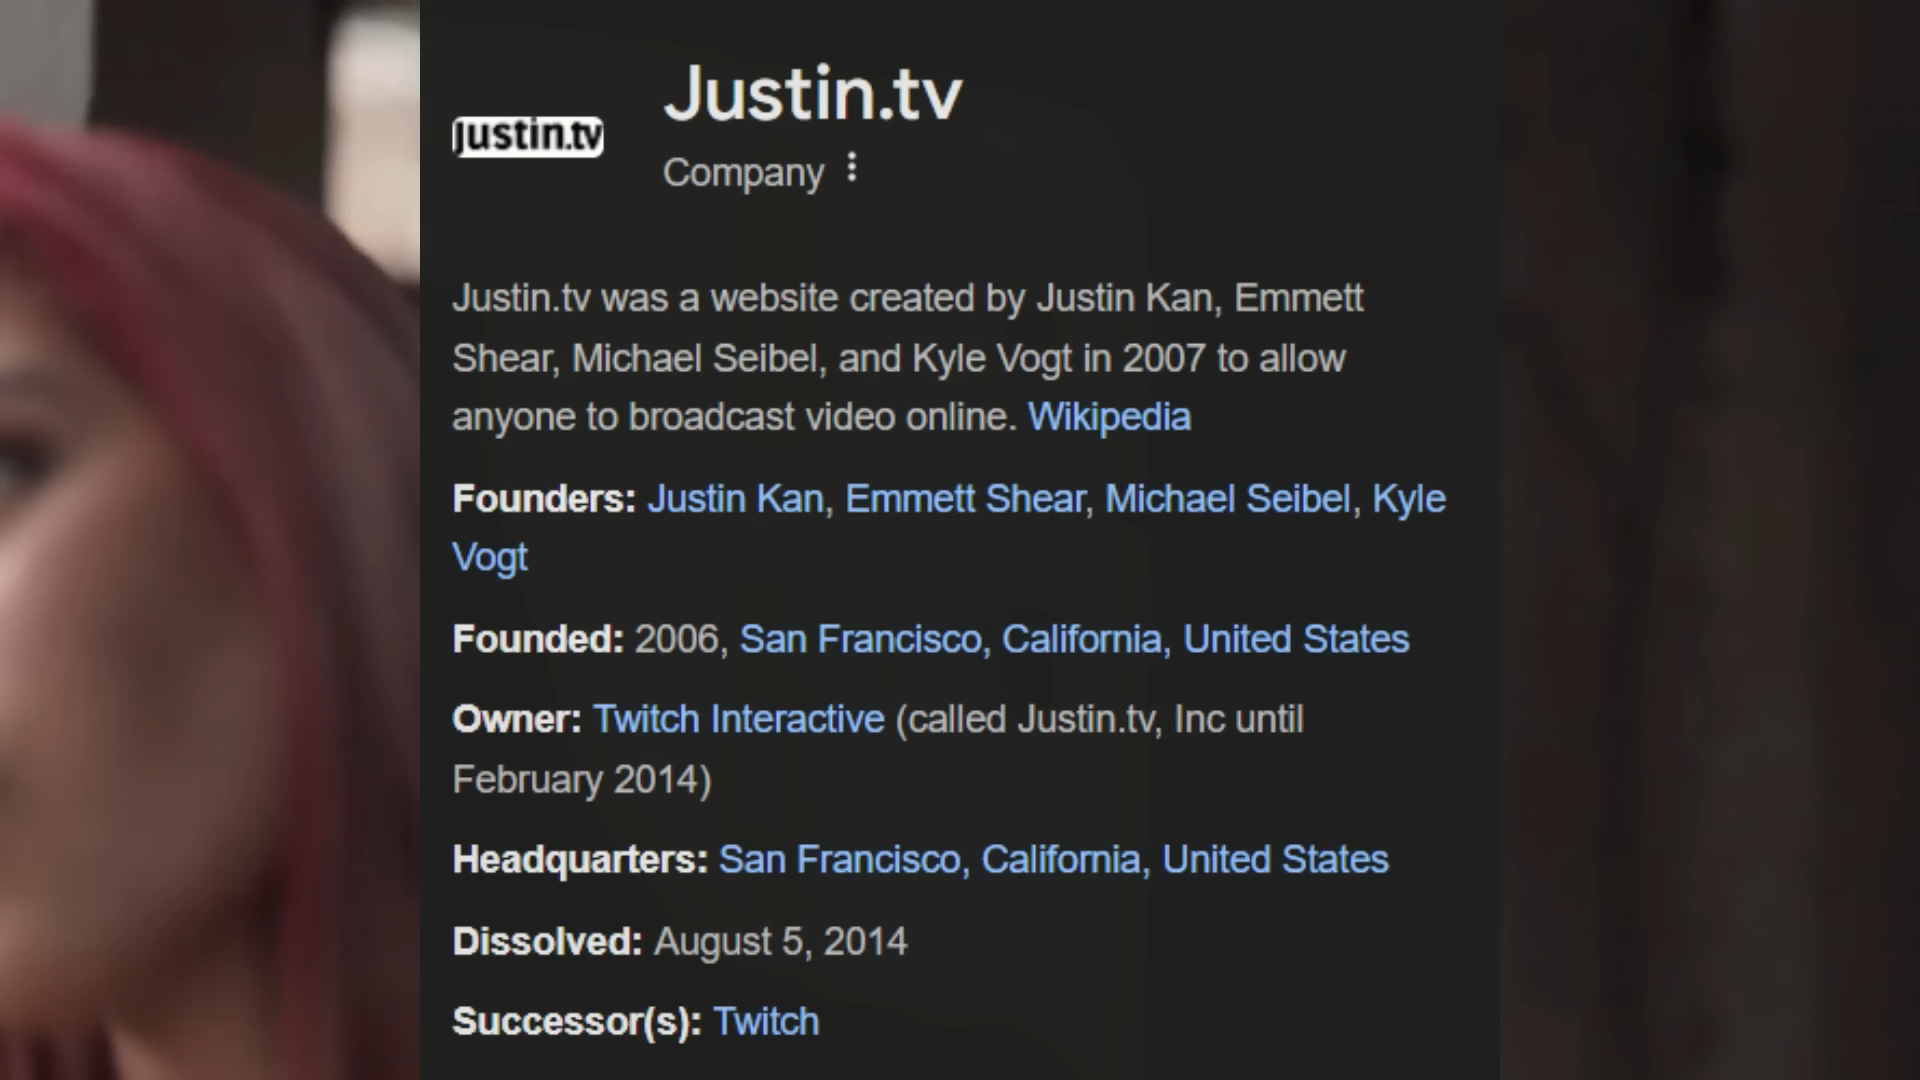 Justin.tv
justin.tv
Company
Justin.tv was a website created by Justin Kan, Emmett
Shear, Michael Seibel, and Kyle Vogt in 2007 to allow
anyone to broadcast video online. Wikipedia
Founders: Justin Kan, Emmett Shear, Michael Seibel, Kyle
Vogt
Founded: 2006, San Francisco, California, United States
Owner: Twitch Interactive (called Justin.tv, Inc until
February 2014)
Headquarters: San Francisco, California, United States
Dissolved: August 5, 2014
Successor(s): Twitch